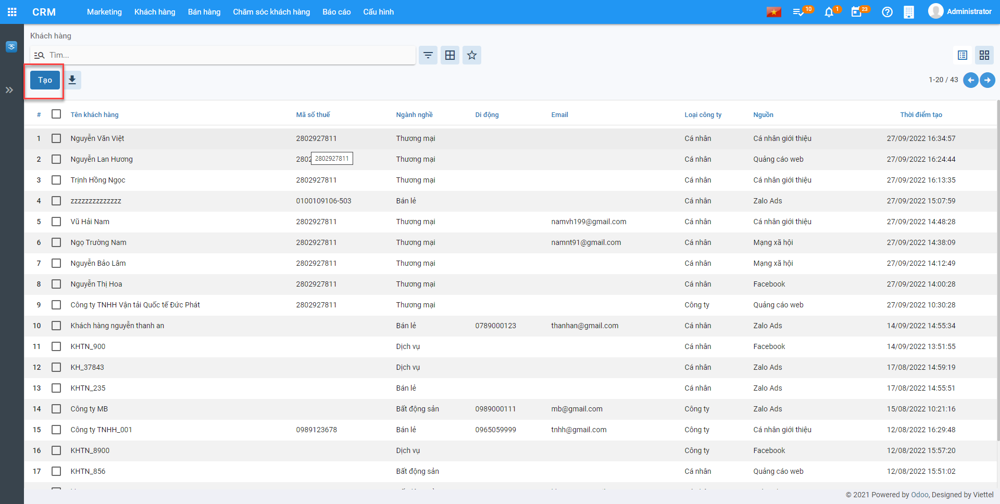 CRM Marketing Khách hàng Bán hàng Chăm sóc khách hàng Báo cáo Cấu hình 10 1 23 Administrator
Khách hàng
Tìm...
Tạo 1-20 / 43
# Tên khách hàng Mã số thuế Ngành nghề Di động Email Loại công ty Nguồn Thời điểm tạo
1 Nguyễn Văn Việt 2802927811 Thương mại Cá nhân Cá nhân giới thiệu 27/09/2022 16:34:57
2 Nguyễn Lan Hương 2802 2802927811 Thương mại Cá nhân Quảng cáo web 27/09/2022 16:24:44
3 Trịnh Hồng Ngọc 2802927811 Thương mại Cá nhân Cá nhân giới thiệu 27/09/2022 16:13:35
4 zzzzzzzzzzzzzz 0100109106-503 Bán lẻ Cá nhân Zalo Ads 27/09/2022 15:07:59
5 Vũ Hải Nam 2802927811 Thương mại namvh199@gmail.com Cá nhân Cá nhân giới thiệu 27/09/2022 14:48:28
6 Ngọ Trường Nam 2802927811 Thương mại namnt91@gmail.com Cá nhân Mạng xã hội 27/09/2022 14:38:09
7 Nguyễn Bảo Lâm 2802927811 Thương mại Cá nhân Mạng xã hội 27/09/2022 14:12:49
8 Nguyễn Thị Hoa 2802927811 Thương mại Cá nhân Facebook 27/09/2022 14:00:28
9 Công ty TNHH Vận tải Quốc tế Đức Phát 2802927811 Thương mại Công ty Quảng cáo web 27/09/2022 10:30:28
10 Khách hàng nguyễn thanh an Bán lẻ 0789000123 thanhan@gmail.com Cá nhân Zalo Ads 14/09/2022 14:55:34
11 KHTN_900 Dịch vụ Cá nhân Facebook 14/09/2022 13:51:55
12 KH_37843 Dịch vụ Cá nhân Zalo Ads 17/08/2022 14:59:19
13 KHTN_235 Bán lẻ Cá nhân Zalo Ads 17/08/2022 14:55:51
14 Công ty MB Bất động sản 0989000111 mb@gmail.com Công ty Zalo Ads 15/08/2022 10:21:16
15 Công ty TNHH_001 0989123678 Bán lẻ 0965059999 tnhh@gmail.com Công ty Cá nhân giới thiệu 12/08/2022 16:29:48
16 KHTN_8900 Dịch vụ Công ty Facebook 12/08/2022 15:57:20
17 KHTN_856 Bất động sản Cá nhân Quảng cáo web 12/08/2022 15:51:02
© 2021 Powered by Odoo, Designed by Viettel